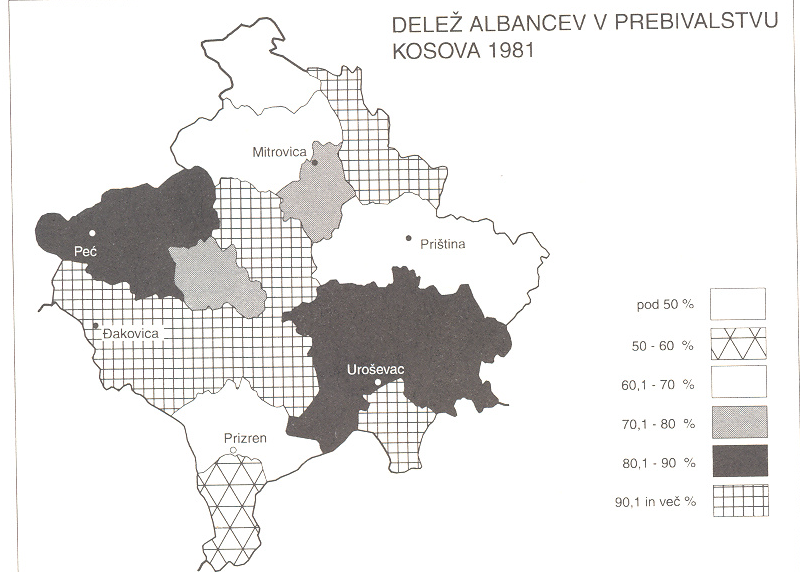 DELEŽ ALBANCEV V PREBIVALSTVU
KOSOVA 1981
Mitrovica
Priština
Peć
Đakovica
Uroševac
Prizren
pod 50 %
50 - 60 %
60,1 - 70 %
70,1 - 80 %
80,1 - 90 %
90,1 in več %